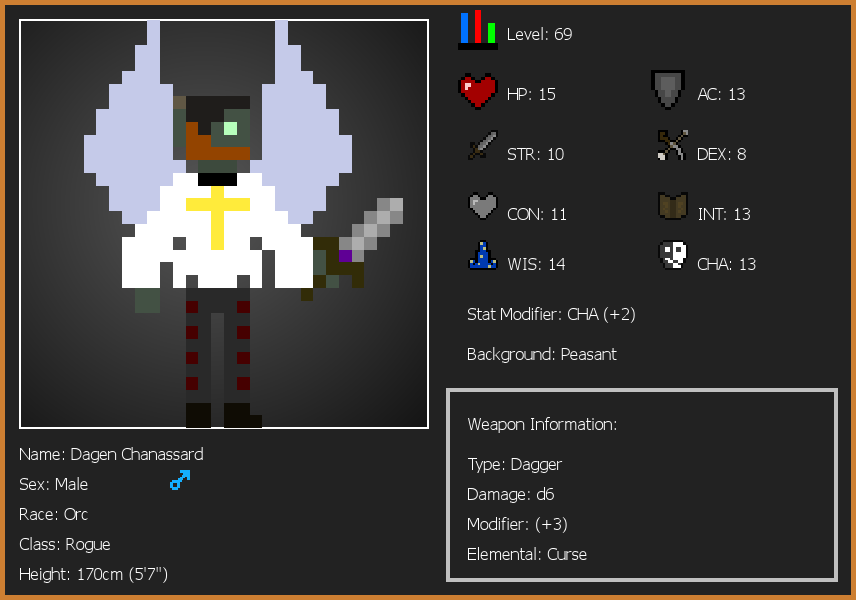 Level: 69
HP: 15
AC: 13
STR: 10
DEX: 8
CON: 11
INT: 13
WIS: 14
CHA: 13
Stat Modifier: CHA (+2)
Background: Peasant
Weapon Information:
Type: Dagger
Damage: d6
Modifier: (+3)
Elemental: Curse
Name: Dagen Chanassard
Sex: Male
Race: Orc
Class: Rogue
Height: 170cm (5'7")